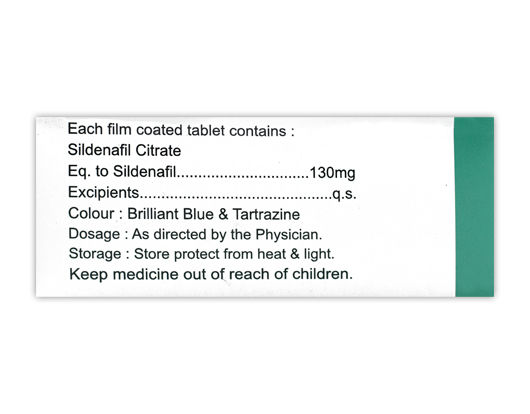 Each film coated tablet contains :
Sildenafil Citrate
Eq. to Sildenafil...............................130mg
Excipients.............................................q.s.
Colour : Brilliant Blue & Tartrazine
Dosage : As directed by the Physician.
Storage : Store protect from heat & light.
Keep medicine out of reach of children.